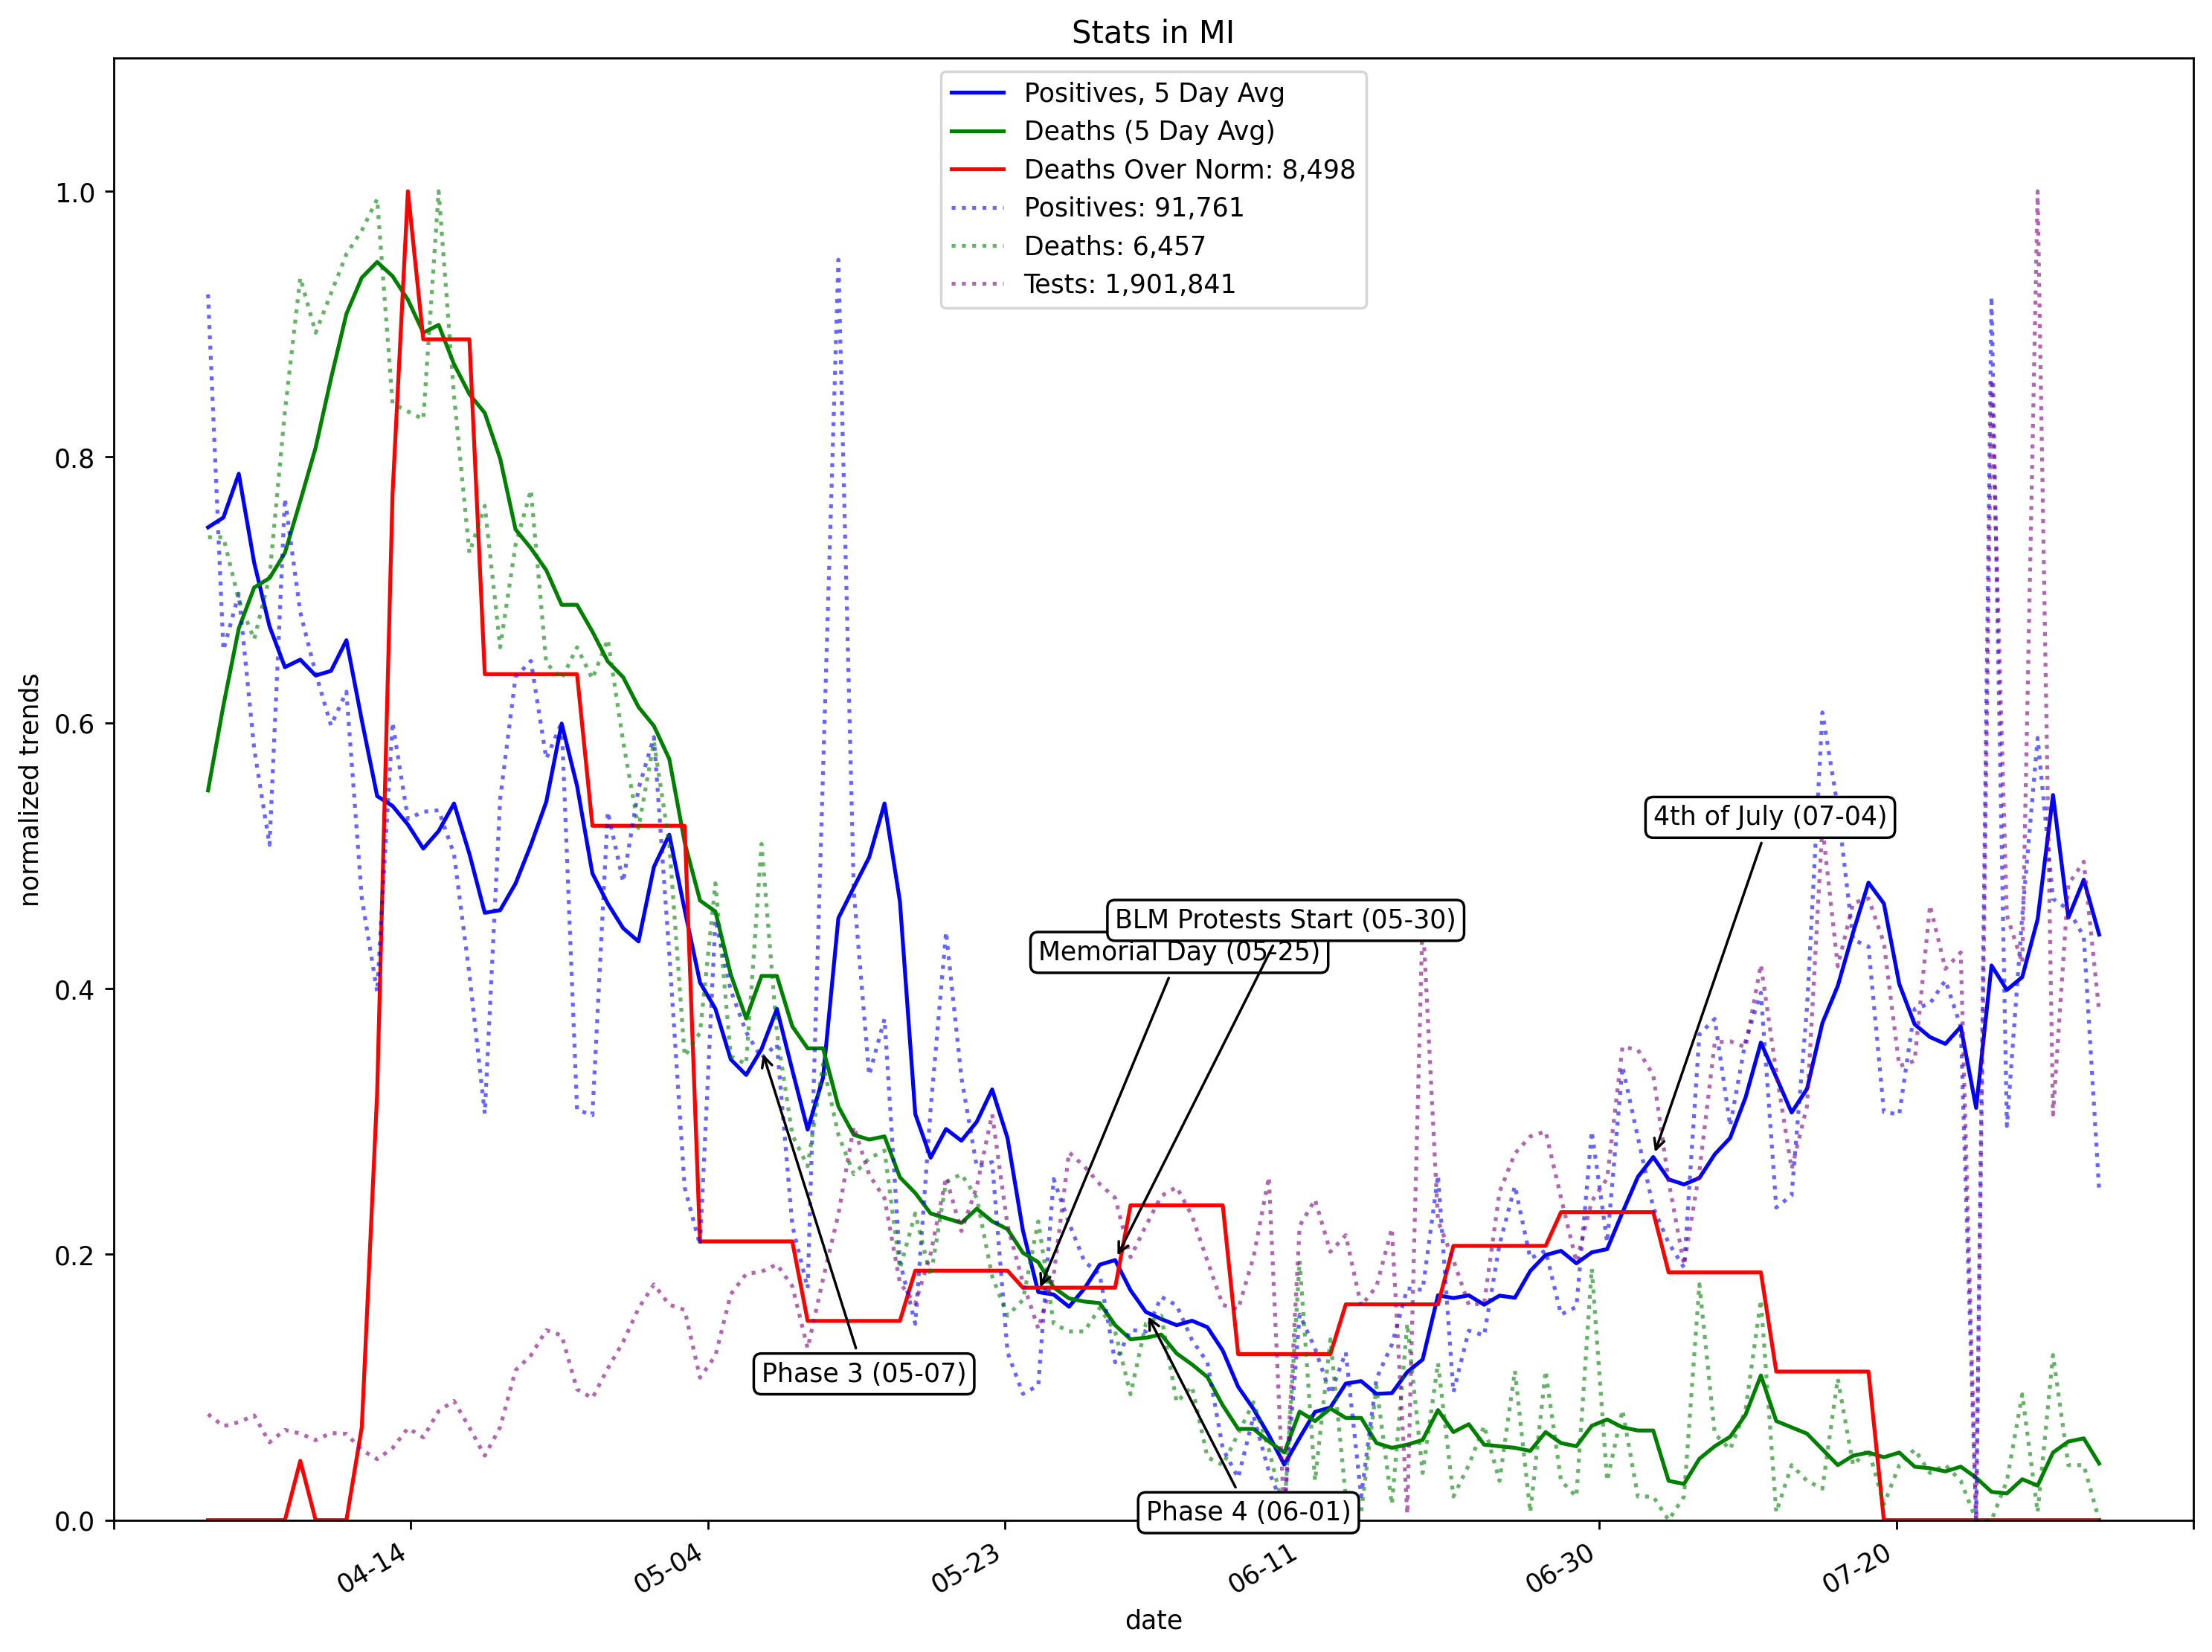 Stats in MI
Positives, 5 Day Avg
Deaths (5 Day Avg)
Deaths Over Norm: 8,498
Positives: 91,761
Deaths: 6,457
Tests: 1,901,841
normalized trends
1.0
0.8
0.6
0.4
0.2
0.0
4th of July (07-04)
BLM Protests Start (05-30)
Memorial Day (05-25)
Phase 3 (05-07)
Phase 4 (06-01)
04-14
05-04
05-23
06-11
06-30
07-20
date